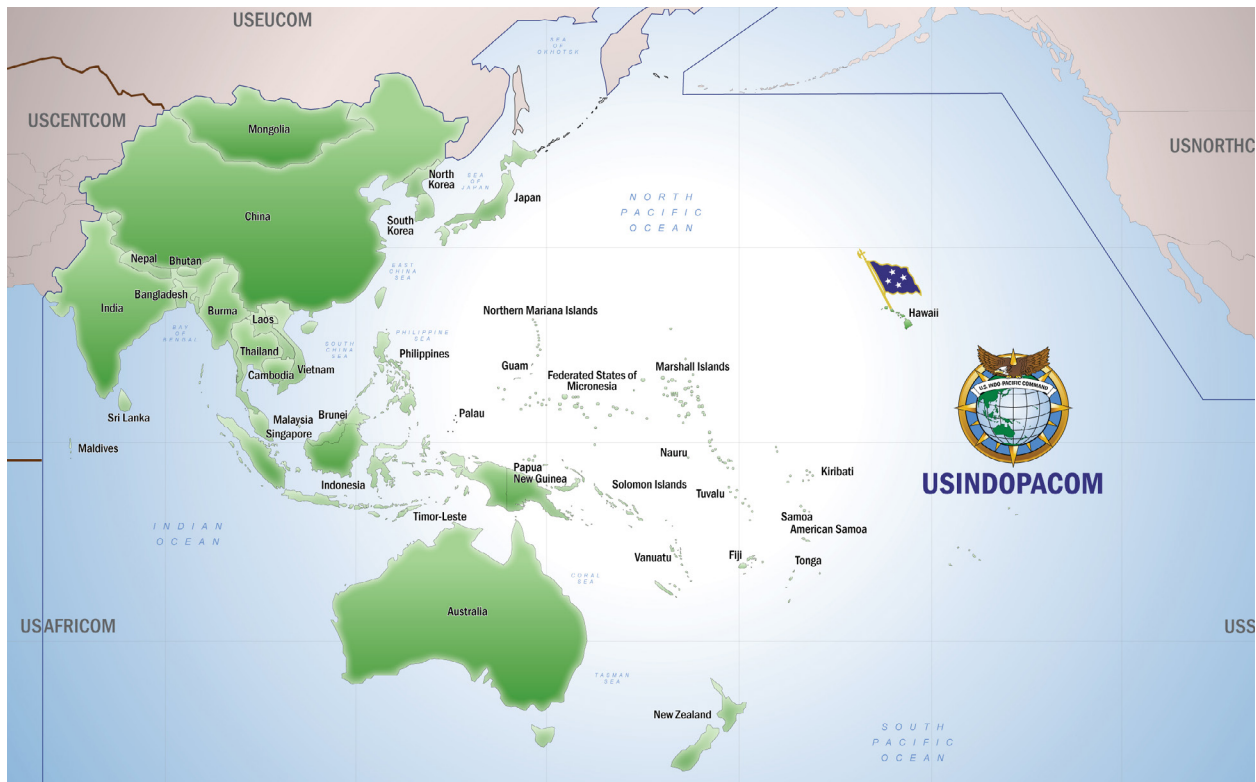 USEUCOM
SEA
OF
OKHOTSK
USCENTCOM
USNORTHC
Mongolia
North
Korea
SEA
OF
JAPAN
Japan
NORTH
PACIFIC
OCEAN
China
South
Korea
Nepal
Bhutan
EAST
CHINA
SEA
Bangladesh
India
Burma
Laos
Northern Mariana Islands
Hawaii
BAY
OF
BENGAL
SOUTH
CHINA
SEA
PHILIPPINE
SEA
Philippines
Thailand
Vietnam
Cambodia
Guam
Federated States of
Micronesia
Marshall Islands
U.S. INDO-PACIFIC COMMAND
Sri Lanka
Malaysia
Brunei
Singapore
Palau
Maldives
Nauru
Kiribati
Indonesia
Papua
New Guinea
Solomon Islands
Tuvalu
USINDOPACOM
Timor-Leste
Samoa
American Samoa
INDIAN
OCEAN
Vanuatu
Fiji
Tonga
CORAL
SEA
Australia
USAFRICOM
USS
TASMAN
SEA
New Zealand
SOUTH
PACIFIC
OCEAN